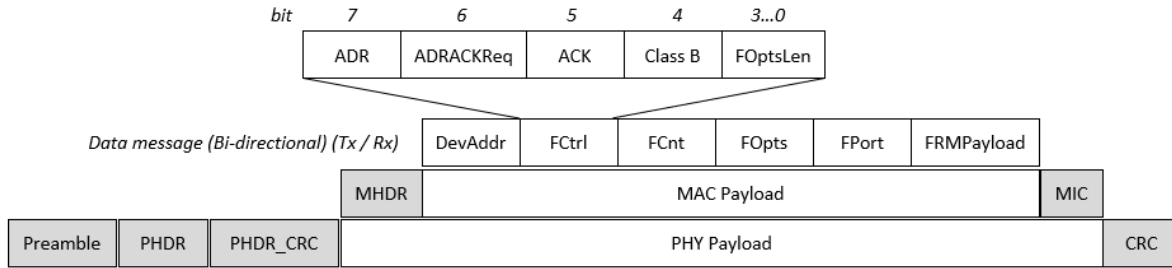 bit 7 6 5 4 3...0
ADR ADRACKReq ACK Class B FOptsLen
Data message (Bi-directional) (Tx / Rx) DevAddr FCtrl FCnt FOpts FPort FRMPayload
MHDR MAC Payload MIC
Preamble PHDR PHDR_CRC PHY Payload CRC